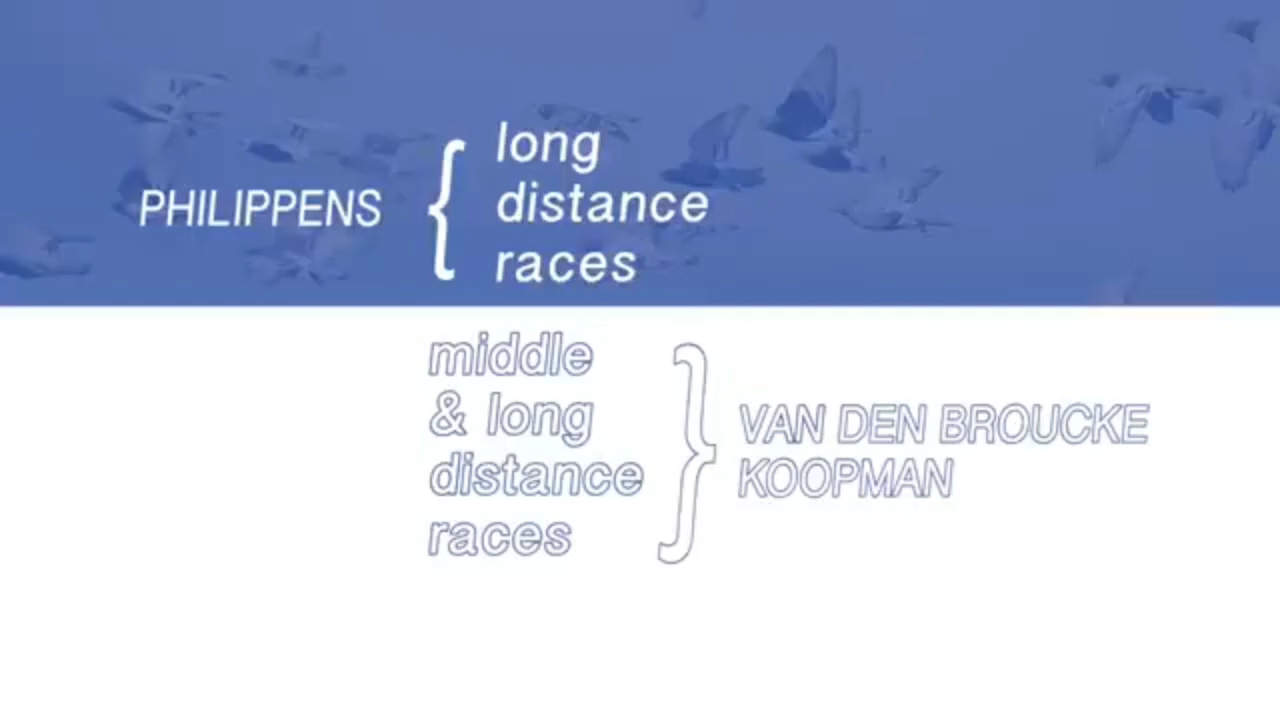 PHILIPPENS
long
distance
races
middle
& long
distance
races
VAN DEN BROUCKE
KOOPMAN